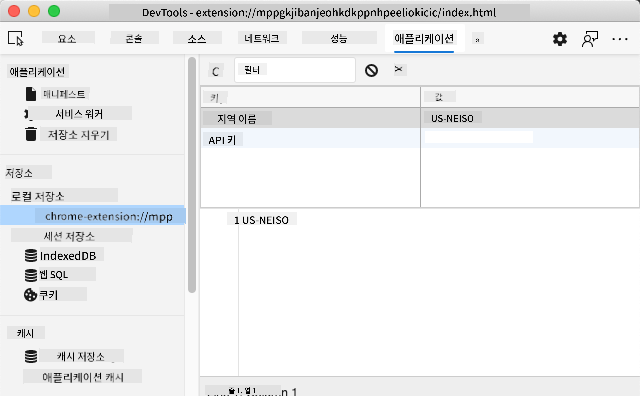 DevTools - extension://mppgkjibanjeohkdkppnhpeeliokicic/index.html
요소 콘솔 소스 네트워크 성능 애플리케이션 »
애플리케이션
매니페스트
서비스 워커
저장소 지우기
저장소
로컬 저장소
chrome-extension://mpp
세션 저장소
IndexedDB
웹 SQL
쿠키
캐시
캐시 저장소
애플리케이션 캐시
C 필터
키 값
지역 이름 US-NEISO
API 키
1 US-NEISO